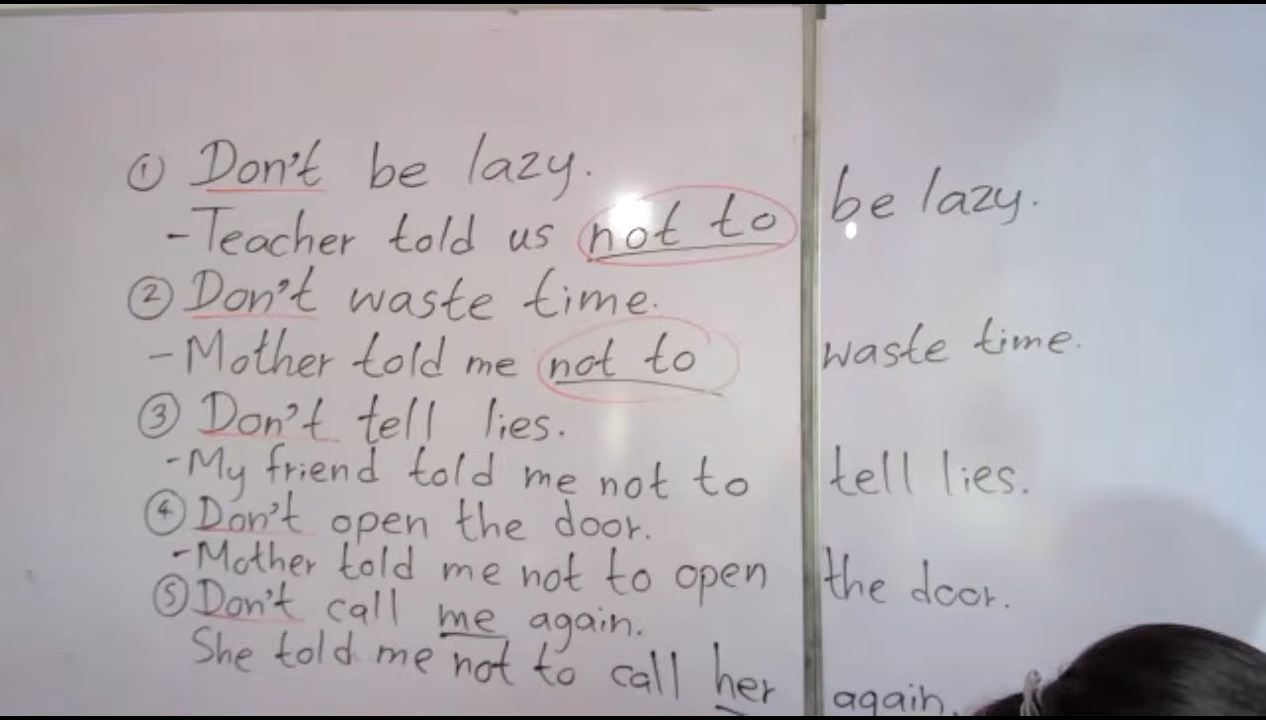 ① Don't be lazy.
-Teacher told us not to be lazy.
② Don't waste time.
-Mother told me not to waste time.
③ Don't tell lies.
-My friend told me not to tell lies.
④ Don't open the door.
-Mother told me not to open the door.
⑤ Don't call me again.
She told me not to call her again.